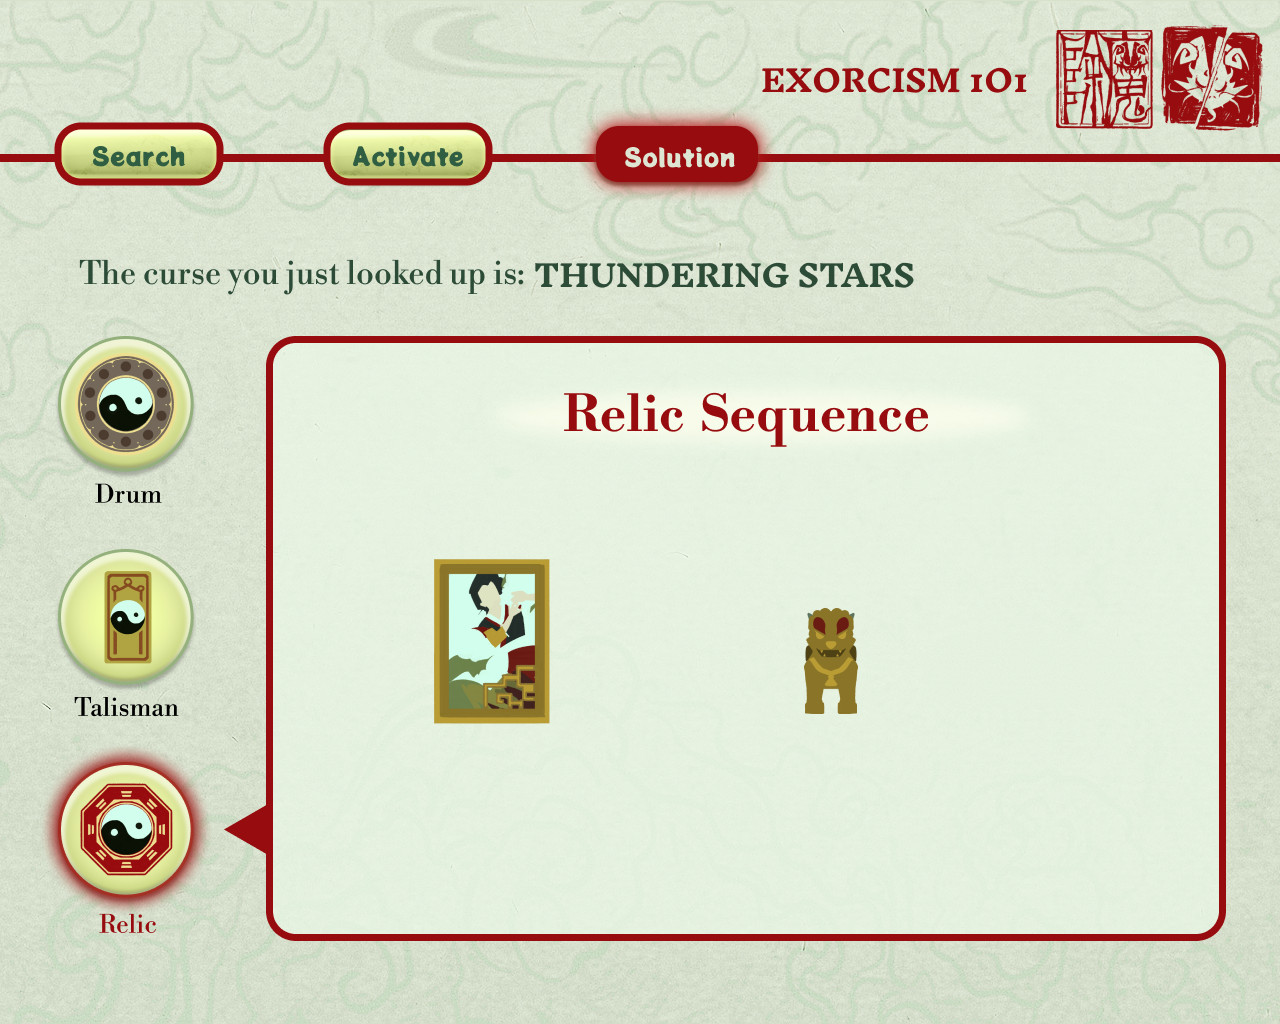 EXORCISM 101
Search
Activate
Solution
The curse you just looked up is: THUNDERING STARS
Relic Sequence
Drum
Talisman
Relic